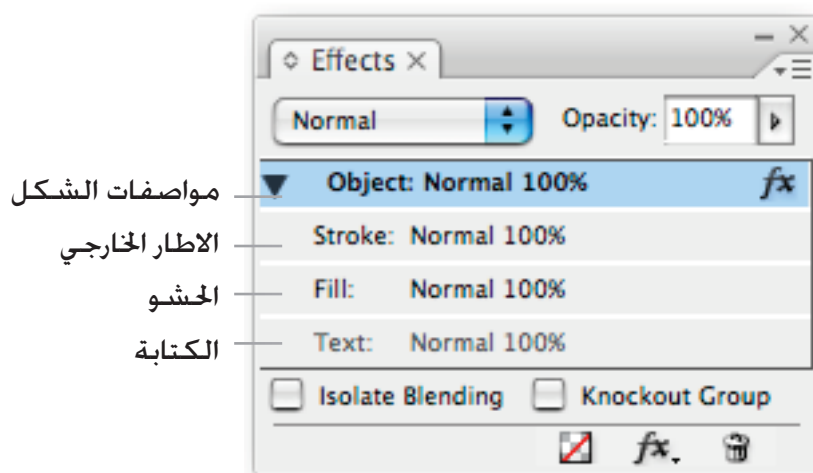 Effects
Normal Opacity: 100%
مواصفات الشكل Object: Normal 100% fx
الاطار الخارجي Stroke: Normal 100%
الحشو Fill: Normal 100%
الكتابة Text: Normal 100%
Isolate Blending Knockout Group
fx.